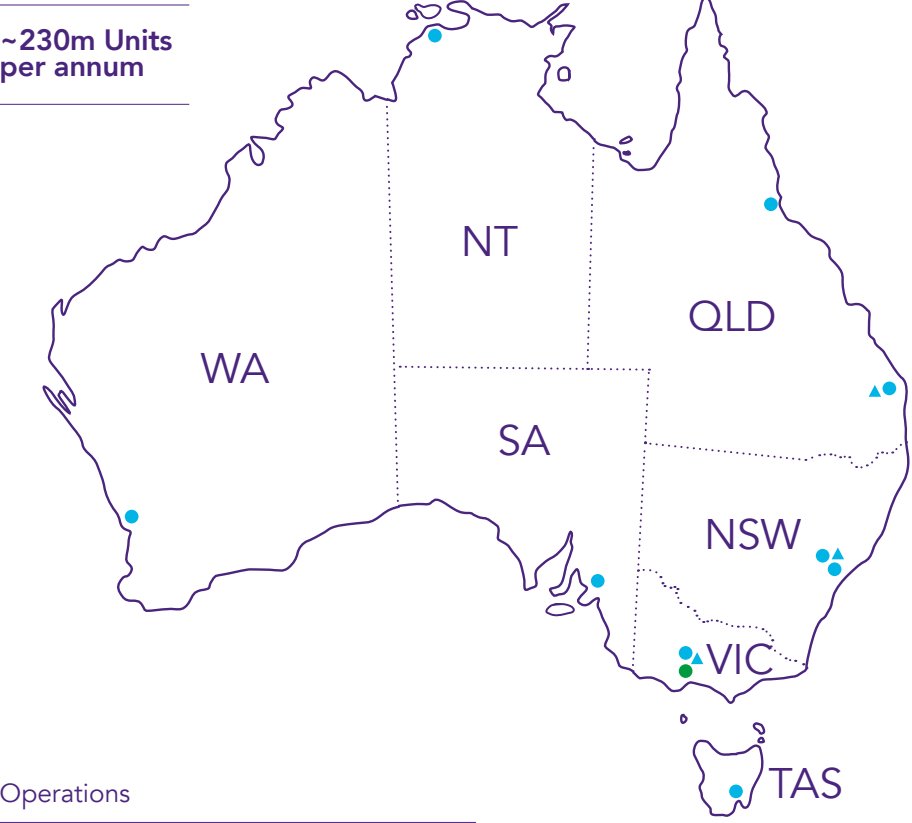 ~230m Units
per annum
NT
QLD
WA
SA
NSW
VIC
TAS
Operations